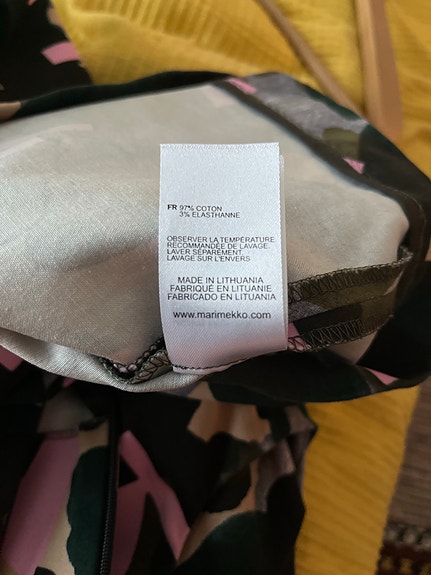 FR 97% COTON
3% ELASTHANNE
OBSERVER LA TEMPÉRATURE
RECOMMANDÉE DE LAVAGE.
LAVER SÉPARÉMENT.
LAVAGE SUR L'ENVERS
MADE IN LITHUANIA
FABRIQUÉ EN LITUANIE
FABRICADO EN LITUANIA
www.marimekko.com